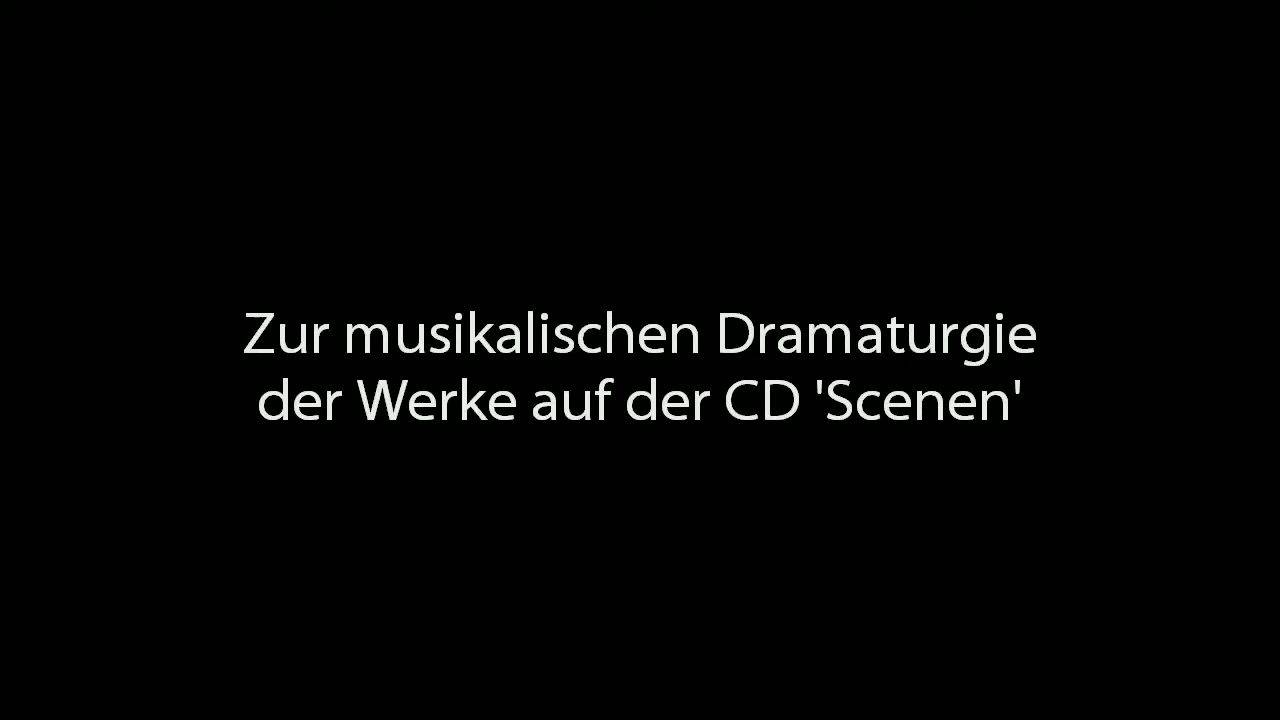 Zur musikalischen Dramaturgie
der Werke auf der CD 'Scenen'